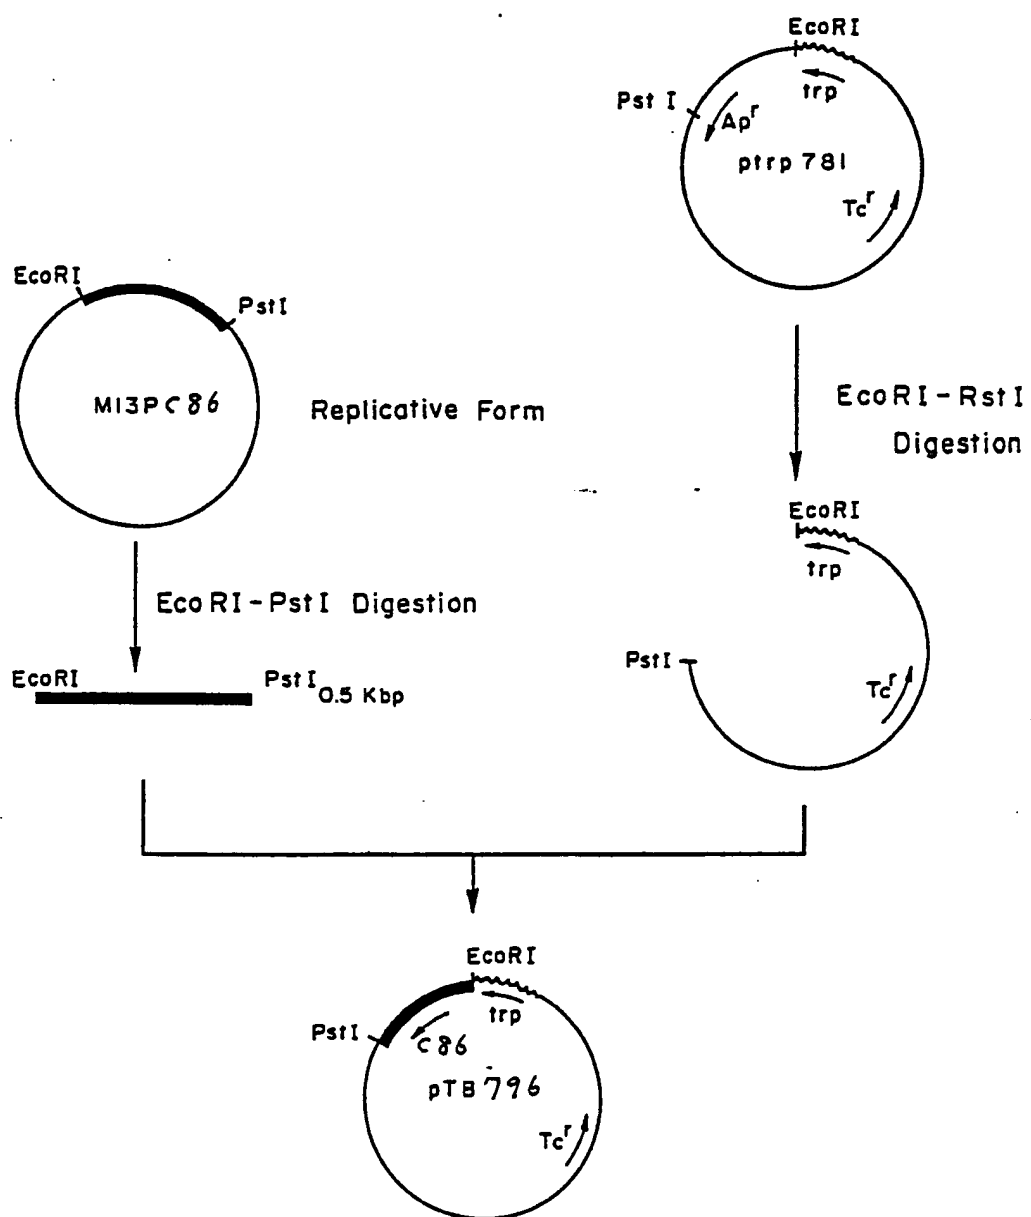 EcoRI
trp
Pst I
Apr
ptrp 781
Tcr
EcoRI
PstI
M13PC86
Replicative Form
EcoRI-RstI
Digestion
EcoRI
trp
PstI
Tcr
EcoRI-PstI Digestion
EcoRI
PstI
0.5 Kbp
EcoRI
trp
PstI
C86
pTB796
Tcr